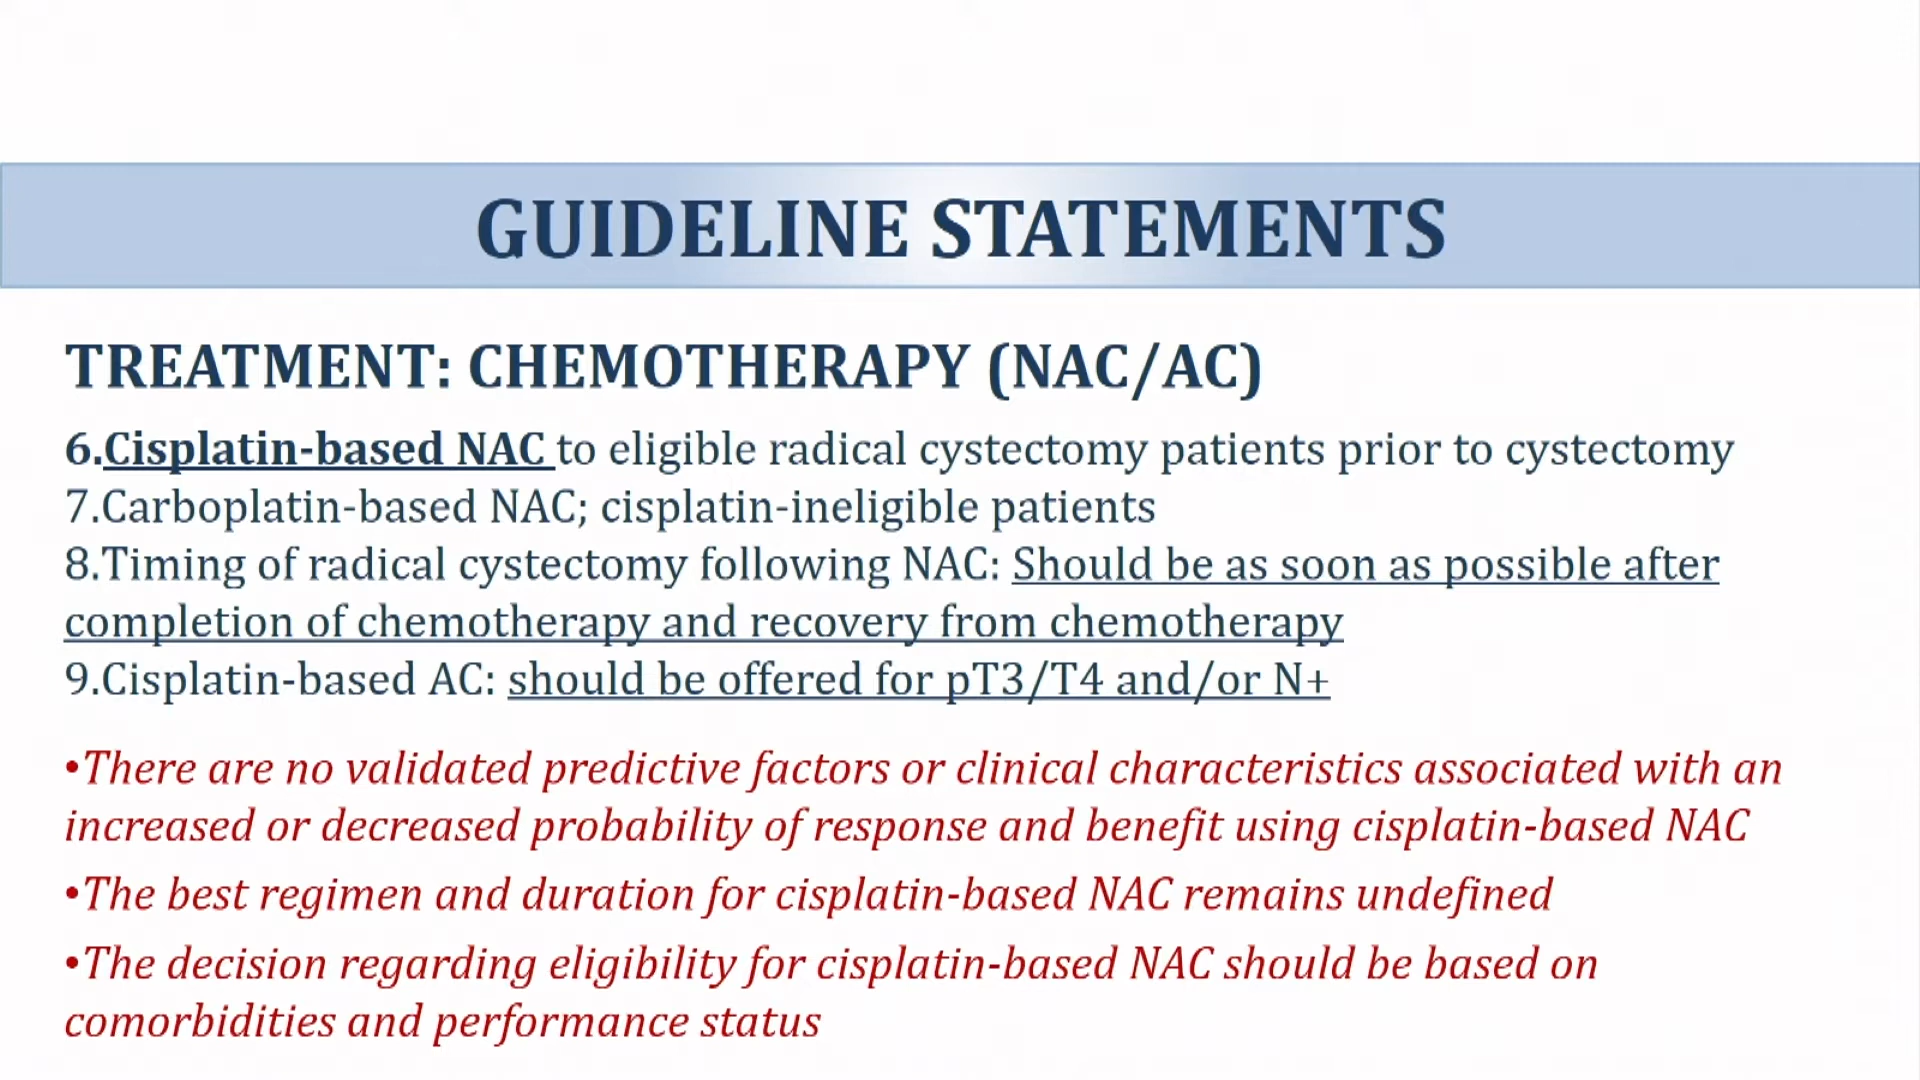 GUIDELINE STATEMENTS
TREATMENT: CHEMOTHERAPY (NAC/AC)
6.Cisplatin-based NAC to eligible radical cystectomy patients prior to cystectomy
7.Carboplatin-based NAC; cisplatin-ineligible patients
8.Timing of radical cystectomy following NAC: Should be as soon as possible after
completion of chemotherapy and recovery from chemotherapy
9.Cisplatin-based AC: should be offered for pT3/T4 and/or N+
•There are no validated predictive factors or clinical characteristics associated with an
increased or decreased probability of response and benefit using cisplatin-based NAC
•The best regimen and duration for cisplatin-based NAC remains undefined
•The decision regarding eligibility for cisplatin-based NAC should be based on
comorbidities and performance status